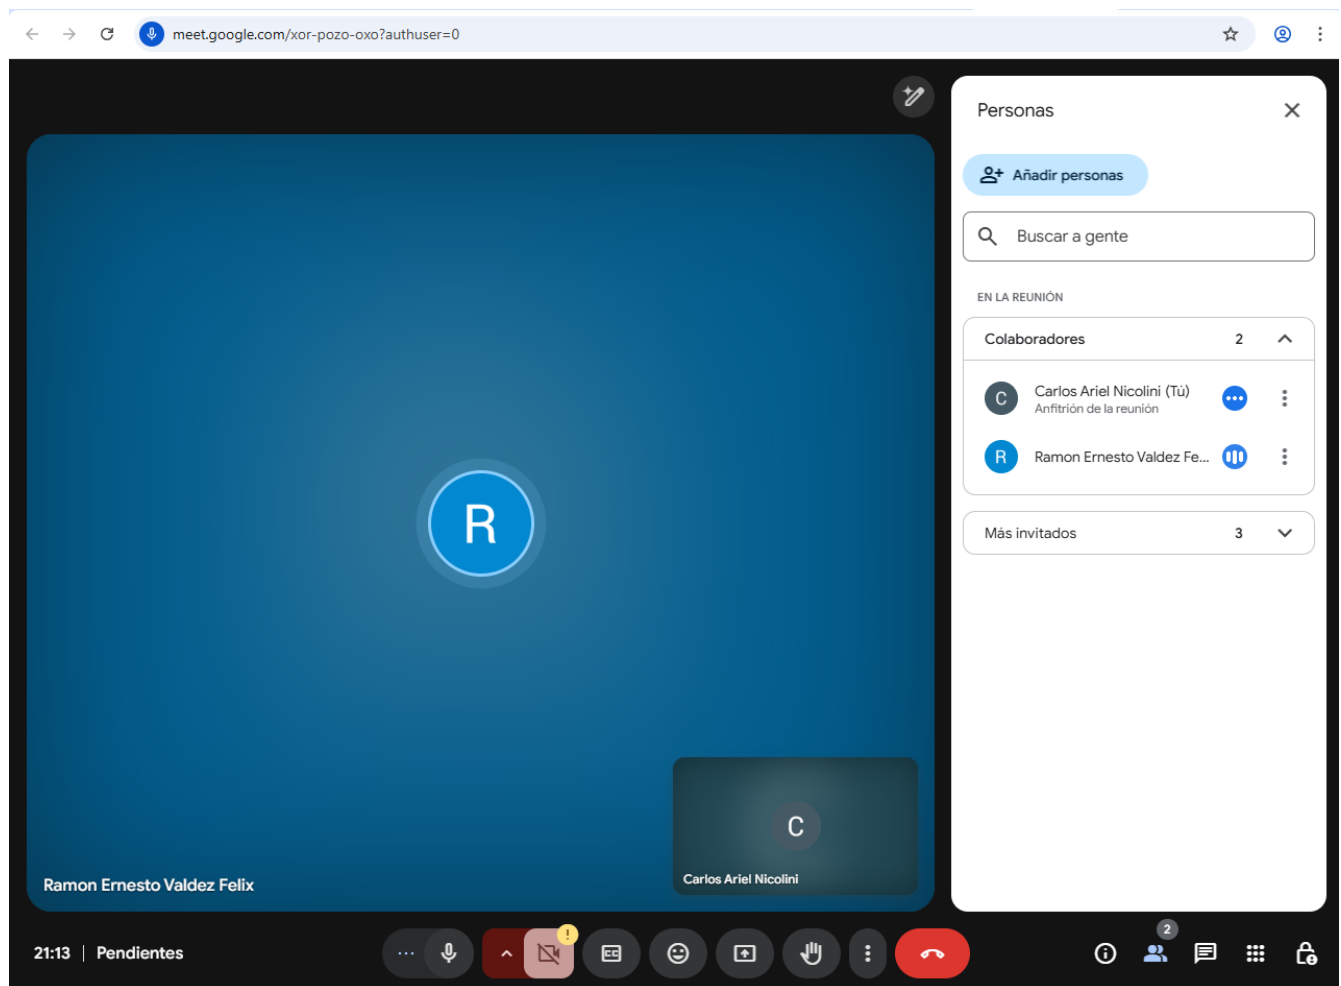 meet.google.com/xor-pozo-oxo?authuser=0
Personas
Añadir personas
Buscar a gente
EN LA REUNIÓN
Colaboradores 2
C Carlos Ariel Nicolini (Tú)
Anfitrión de la reunión
R Ramon Ernesto Valdez Fe...
Más invitados 3
R
C
Carlos Ariel Nicolini
Ramon Ernesto Valdez Felix
21:13 | Pendientes
!
CC
2